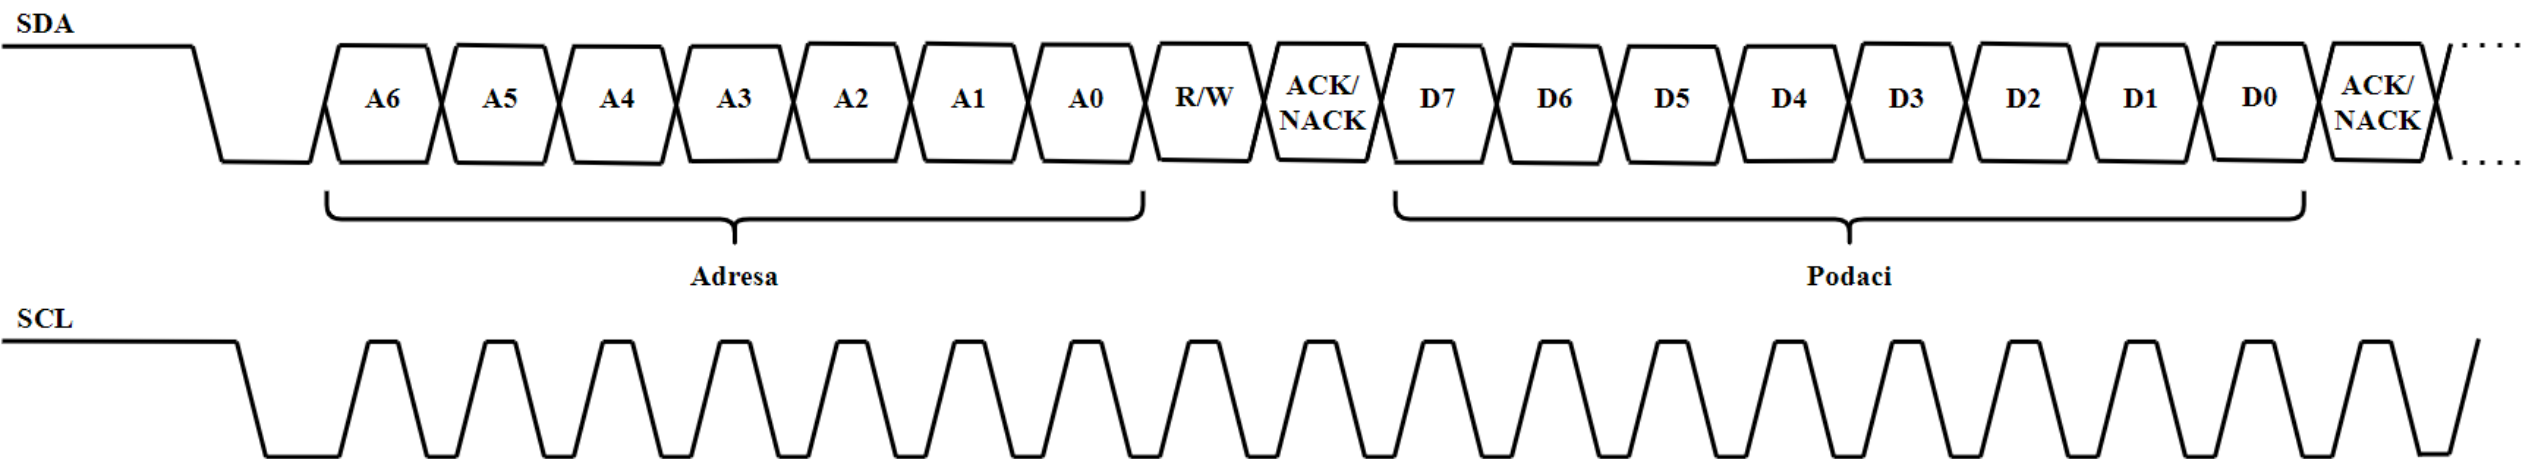 SDA
A6 A5 A4 A3 A2 A1 A0 R/W ACK/
NACK D7 D6 D5 D4 D3 D2 D1 D0 ACK/
NACK
Adresa Podaci
SCL